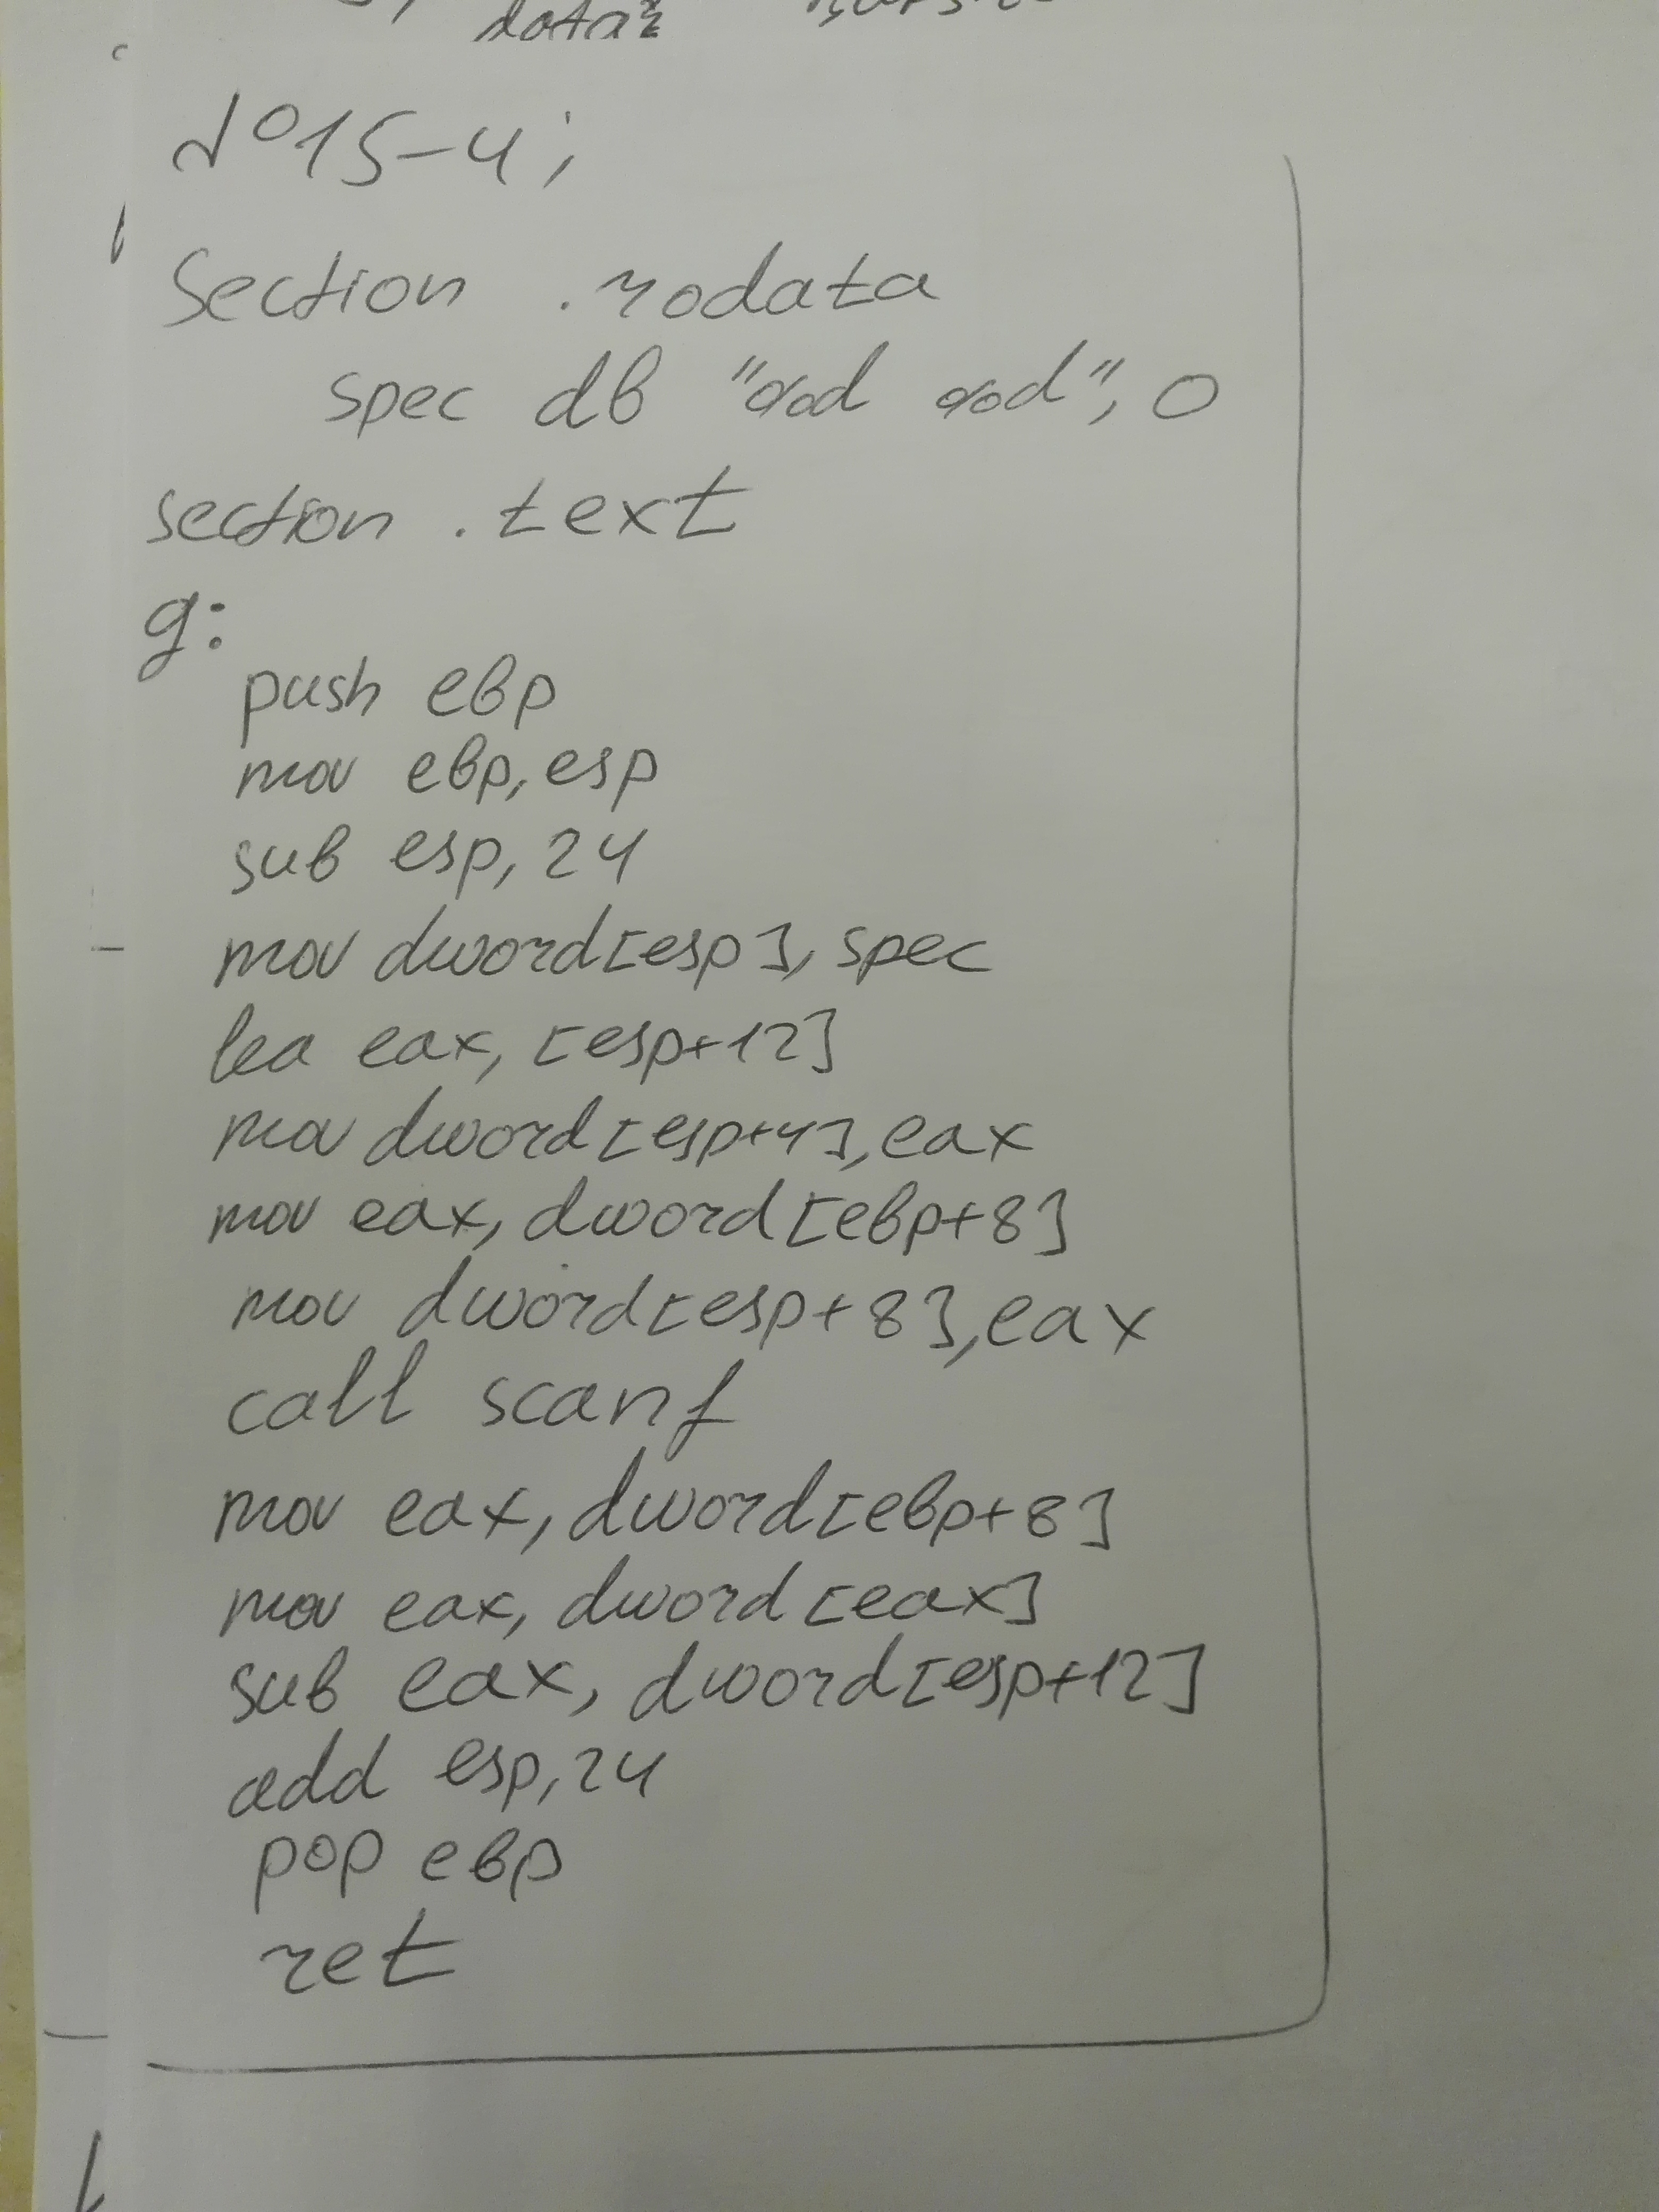 data
№15-4;
Section .rodata
spec db "%d %d", 0
section .text
g:
push ebp
mov ebp, esp
sub esp, 24
mov dword[esp], spec
lea eax, [esp+12]
mov dword[esp+4], eax
mov eax, dword[ebp+8]
mov dword[esp+8], eax
call scanf
mov eax, dword[ebp+8]
mov eax, dword[eax]
sub eax, dword[esp+12]
add esp, 24
pop ebp
ret